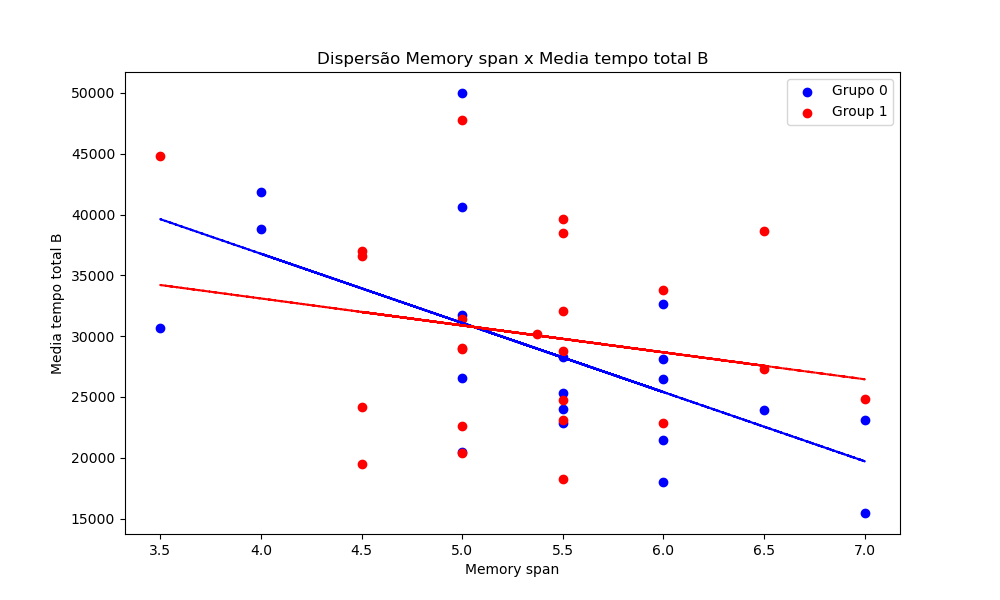 Dispersão Memory span x Media tempo total B
Grupo 0
Group 1
Media tempo total B
50000
45000
40000
35000
30000
25000
20000
15000
3.5 4.0 4.5 5.0 5.5 6.0 6.5 7.0
Memory span